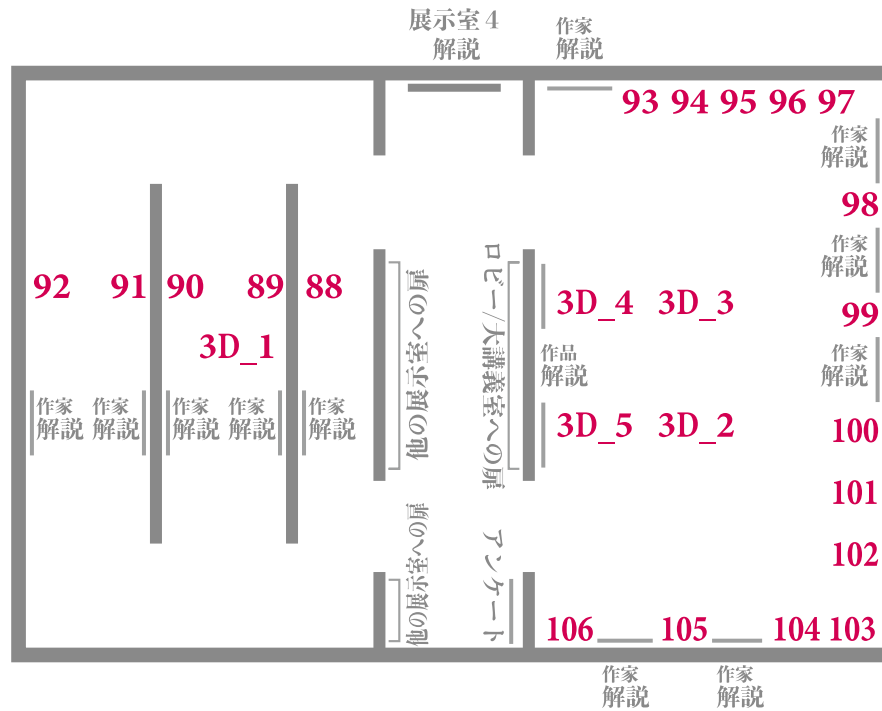 展示室4
解説
作家
解説
93 94 95 96 97
作家
解説
98
作家
解説
99
作家
解説
100
101
102
92 91 90 89 88
3D_1
作家
解説
作家
解説
作家
解説
作家
解説
作家
解説
他の展示室への扉
ロビー/大講義室への扉
3D_4 3D_3
作品
解説
3D_5 3D_2
他の展示室への扉
アンケート
106 105 104 103
作家
解説
作家
解説